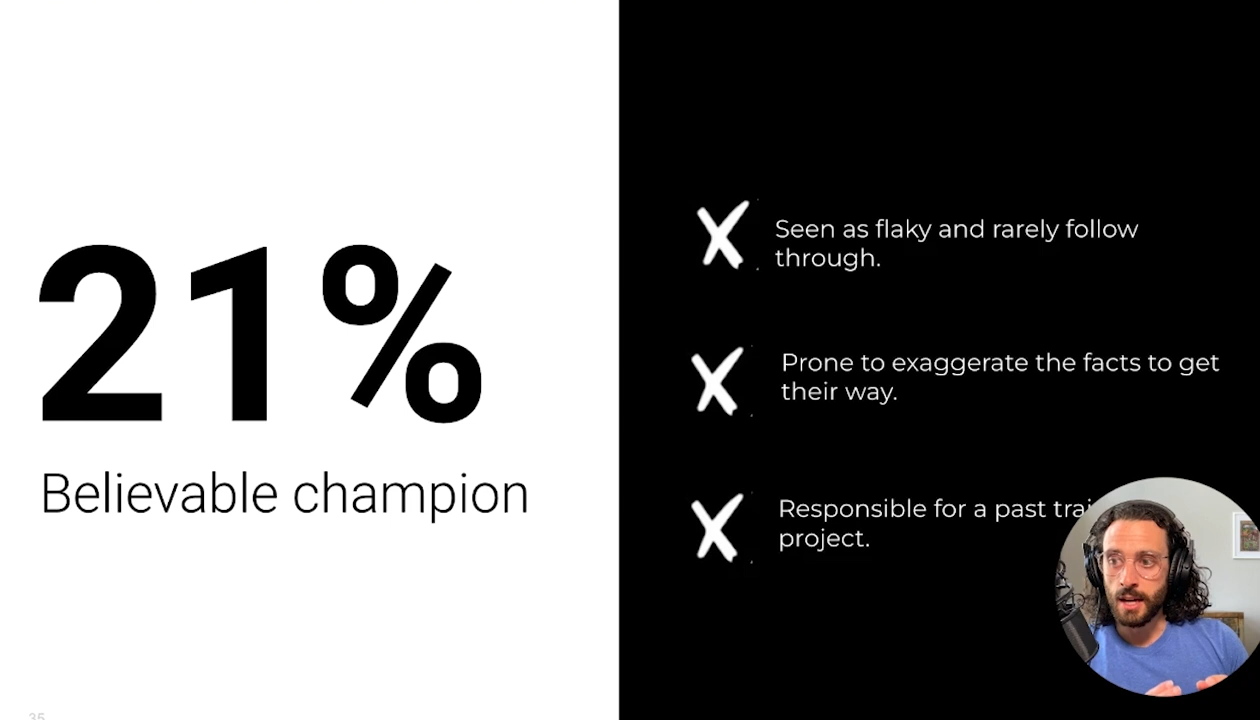 21%
Believable champion
Seen as flaky and rarely follow
through.
Prone to exaggerate the facts to get
their way.
Responsible for a past
project.
35